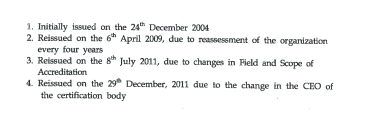 1. Initially issued on the 24th December 2004
2. Reissued on the 6th April 2009, due to reassessment of the organization
every four years
3. Reissued on the 8th July 2011, due to changes in Field and Scope of
Accreditation
4. Reissued on the 29th December, 2011 due to the change in the CEO of
the certification body